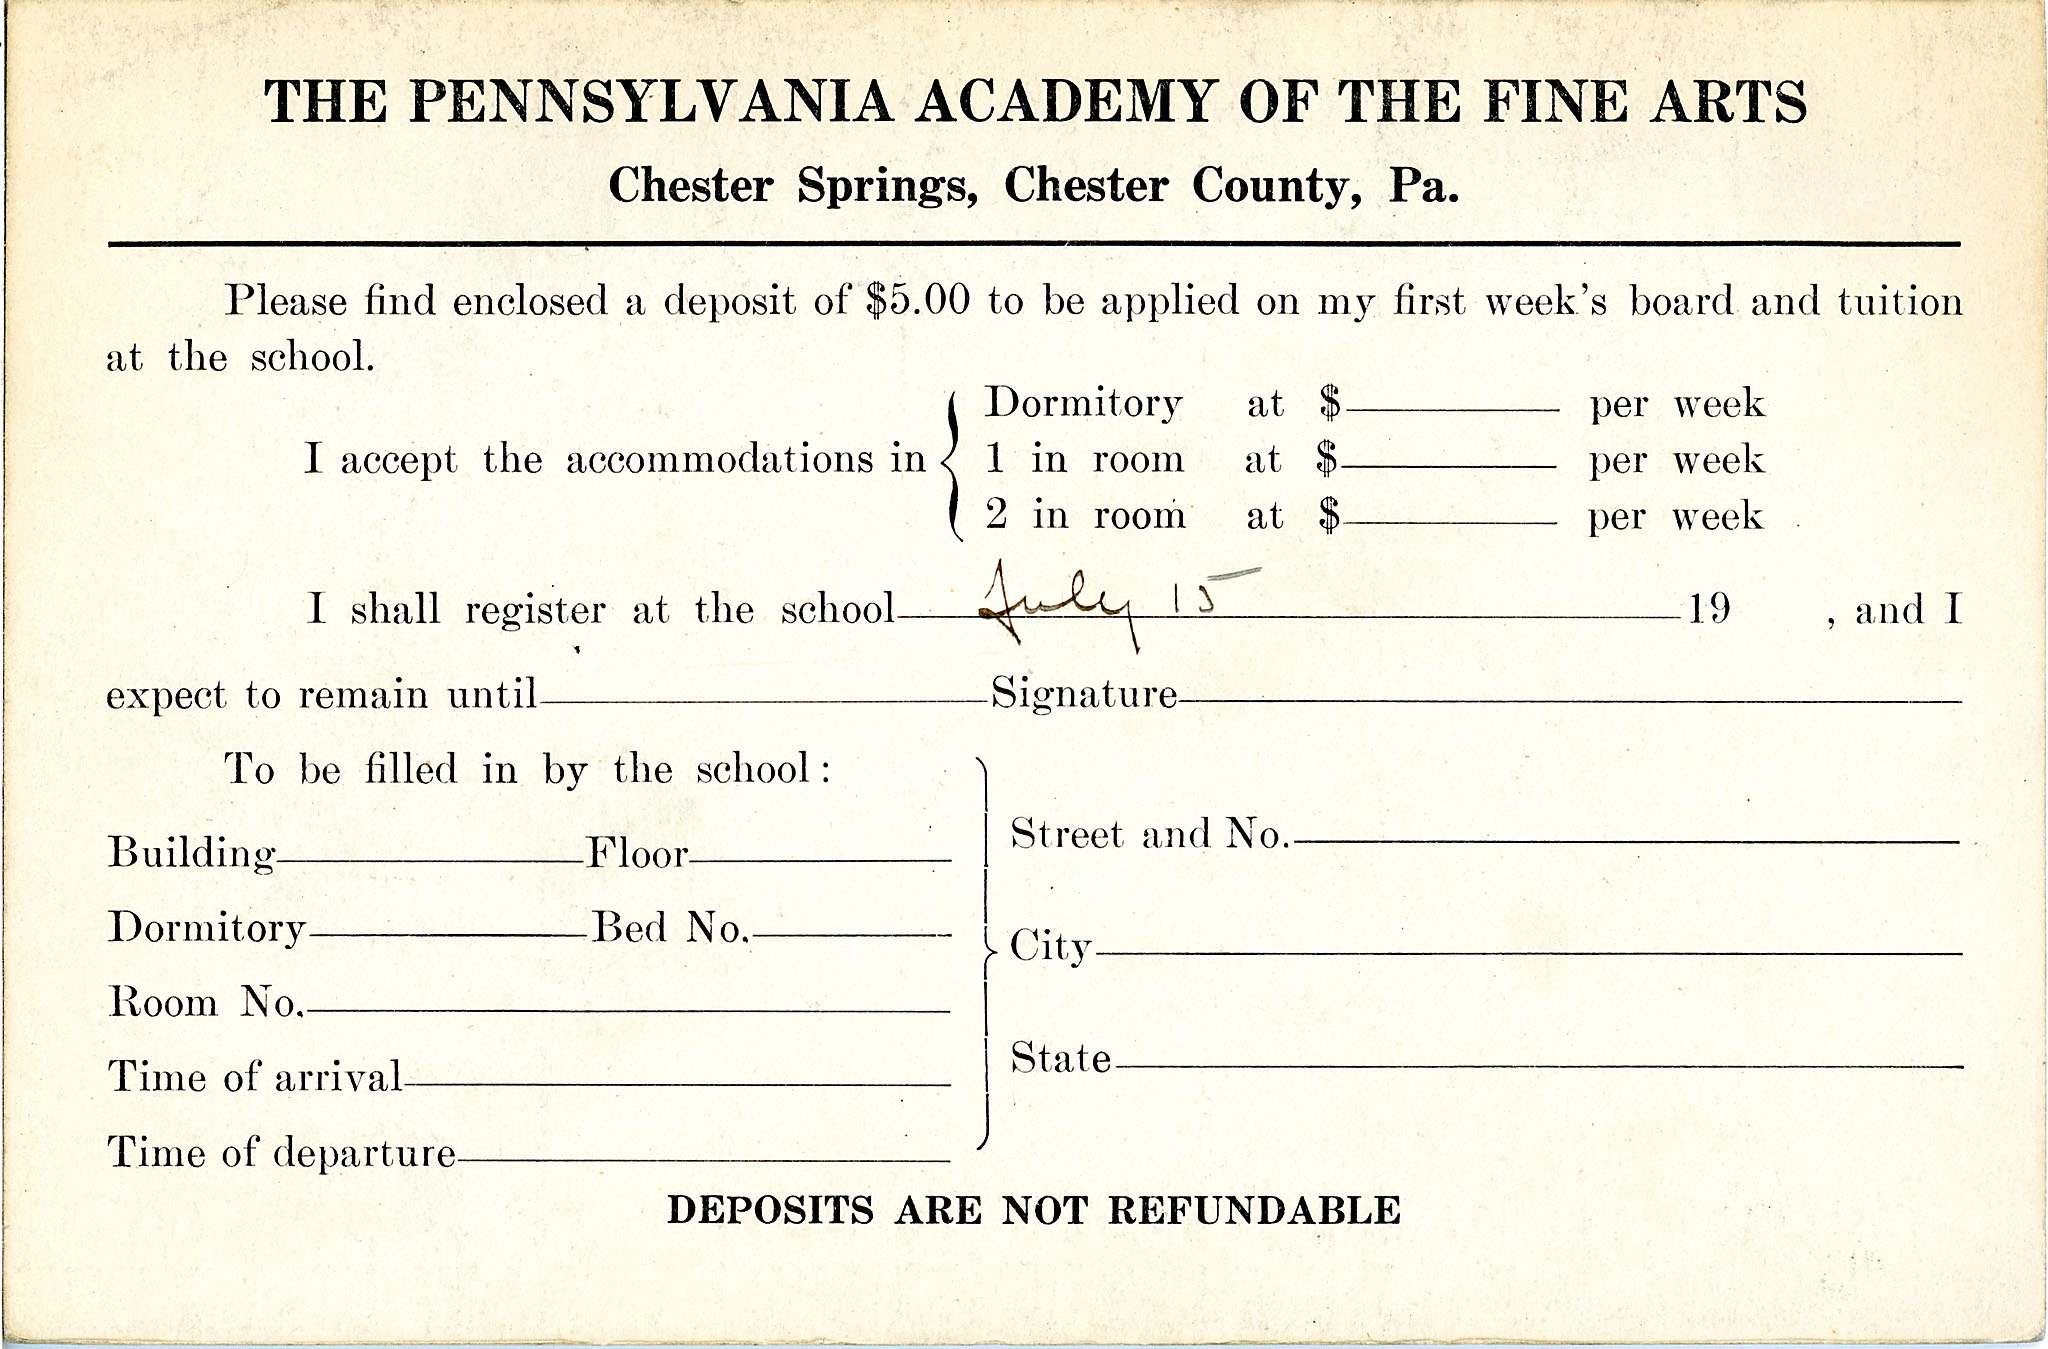 THE PENNSYLVANIA ACADEMY OF THE FINE ARTS
Chester Springs, Chester County, Pa.
Please find enclosed a deposit of $5.00 to be applied on my first week's board and tuition
at the school.
I accept the accommodations in
Dormitory at $ per week
1 in room at $ per week
2 in room at $ per week
I shall register at the school July 15 19 , and I
expect to remain until Signature
To be filled in by the school:
Building Floor
Dormitory Bed No.
Room No.
Time of arrival
Time of departure
Street and No.
City
State
DEPOSITS ARE NOT REFUNDABLE